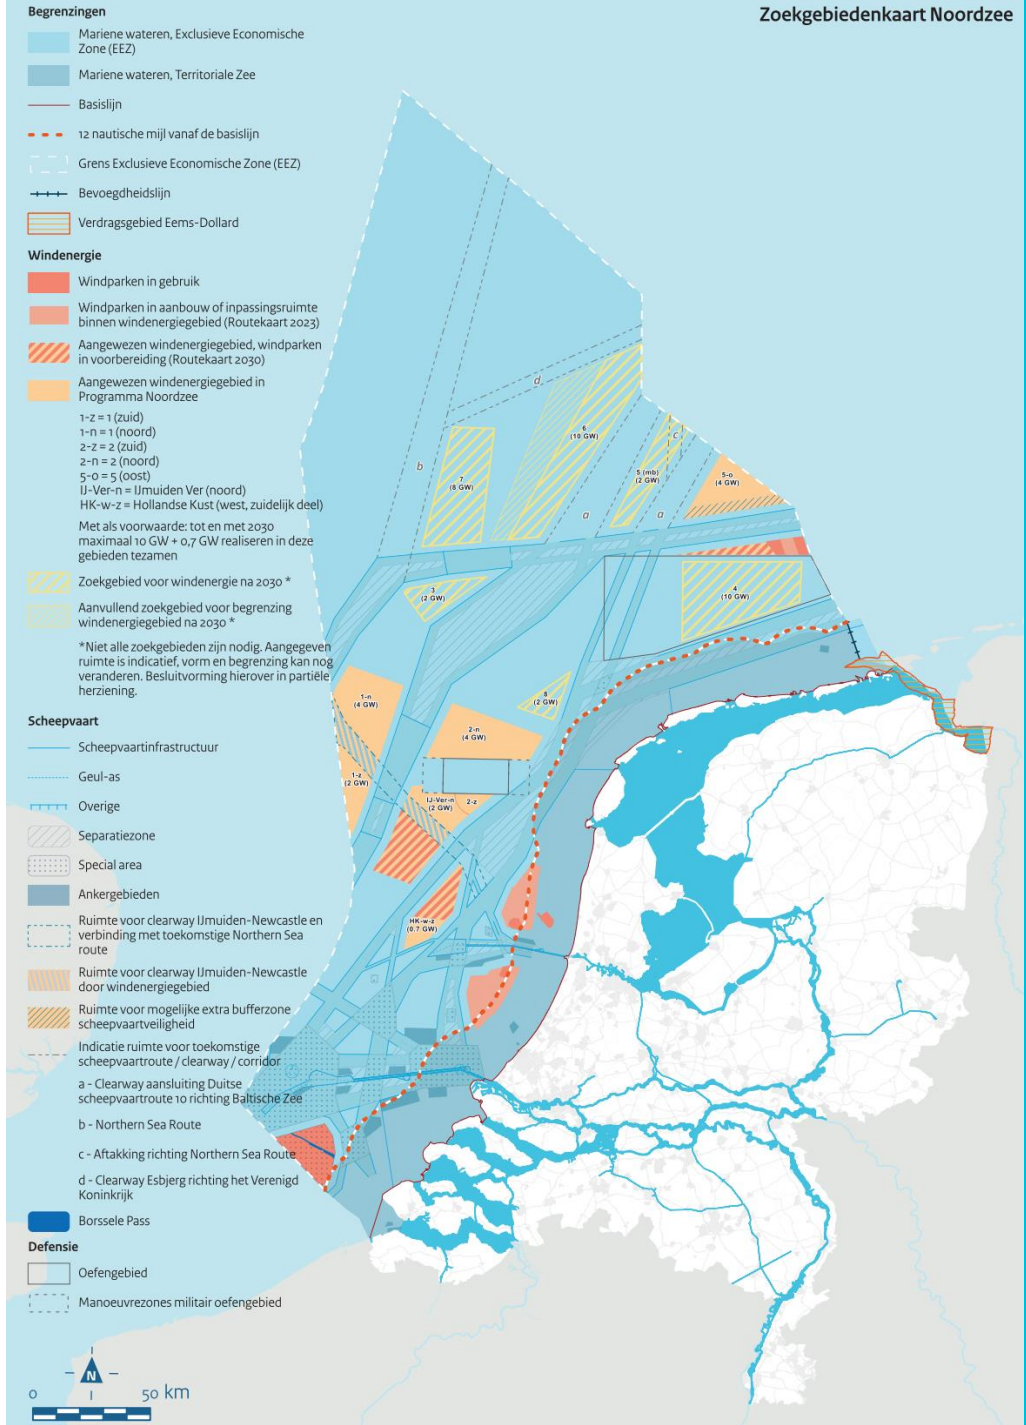 Zoekgebiedenkaart Noordzee
Begrenzingen
Mariene wateren, Exclusieve Economische
Zone (EEZ)
Mariene wateren, Territoriale Zee
Basislijn
12 nautische mijl vanaf de basislijn
Grens Exclusieve Economische Zone (EEZ)
Bevoegdheidslijn
Verdragsgebied Eems-Dollard
Windenergie
Windparken in gebruik
Windparken in aanbouw of inpassingsruimte
binnen windenergiegebied (Routekaart 2023)
Aangewezen windenergiegebied, windparken
in voorbereiding (Routekaart 2030)
Aangewezen windenergiegebied in
Programma Noordzee
1-z = 1 (zuid)
1-n = 1 (noord)
2-z = 2 (zuid)
2-n = 2 (noord)
5-o = 5 (oost)
IJ-Ver-n = IJmuiden Ver (noord)
HK-w-z = Hollandse Kust (west, zuidelijk deel)
Met als voorwaarde: tot en met 2030
maximaal 10 GW + 0,7 GW realiseren in deze
gebieden tezamen
Zoekgebied voor windenergie na 2030 *
Aanvullend zoekgebied voor begrenzing
windenergiegebied na 2030 *
*Niet alle zoekgebieden zijn nodig. Aangegeven
ruimte is indicatief, vorm en begrenzing kan nog
veranderen. Besluitvorming hierover in partiële
herziening.
Scheepvaart
Scheepvaartinfrastructuur
Geul-as
Overige
Separatiezone
Special area
Ankergebieden
Ruimte voor clearway IJmuiden-Newcastle en
verbinding met toekomstige Northern Sea
route
Ruimte voor clearway IJmuiden-Newcastle
door windenergiegebied
Ruimte voor mogelijke extra bufferzone
scheepvaartveiligheid
Indicatie ruimte voor toekomstige
scheepvaartroute / clearway / corridor
a - Clearway aansluiting Duitse
scheepvaartroute 10 richting Baltische Zee
b - Northern Sea Route
c - Aftakking richting Northern Sea Route
d - Clearway Esbjerg richting het Verenigd
Koninkrijk
Borssele Pass
Defensie
Oefengebied
Manoeuvrezones militair oefengebied
N
0 50 km
d
6
(10 GW)
c
b
7
(8 GW)
5 (mb)
(2 GW)
5-o
(4 GW)
a
a
3
(2 GW)
4
(10 GW)
1-n
(4 GW)
8
(2 GW)
2-n
(4 GW)
1-z
(2 GW)
IJ-Ver-n
(2 GW)
2-z
HK-w-z
(0.7 GW)